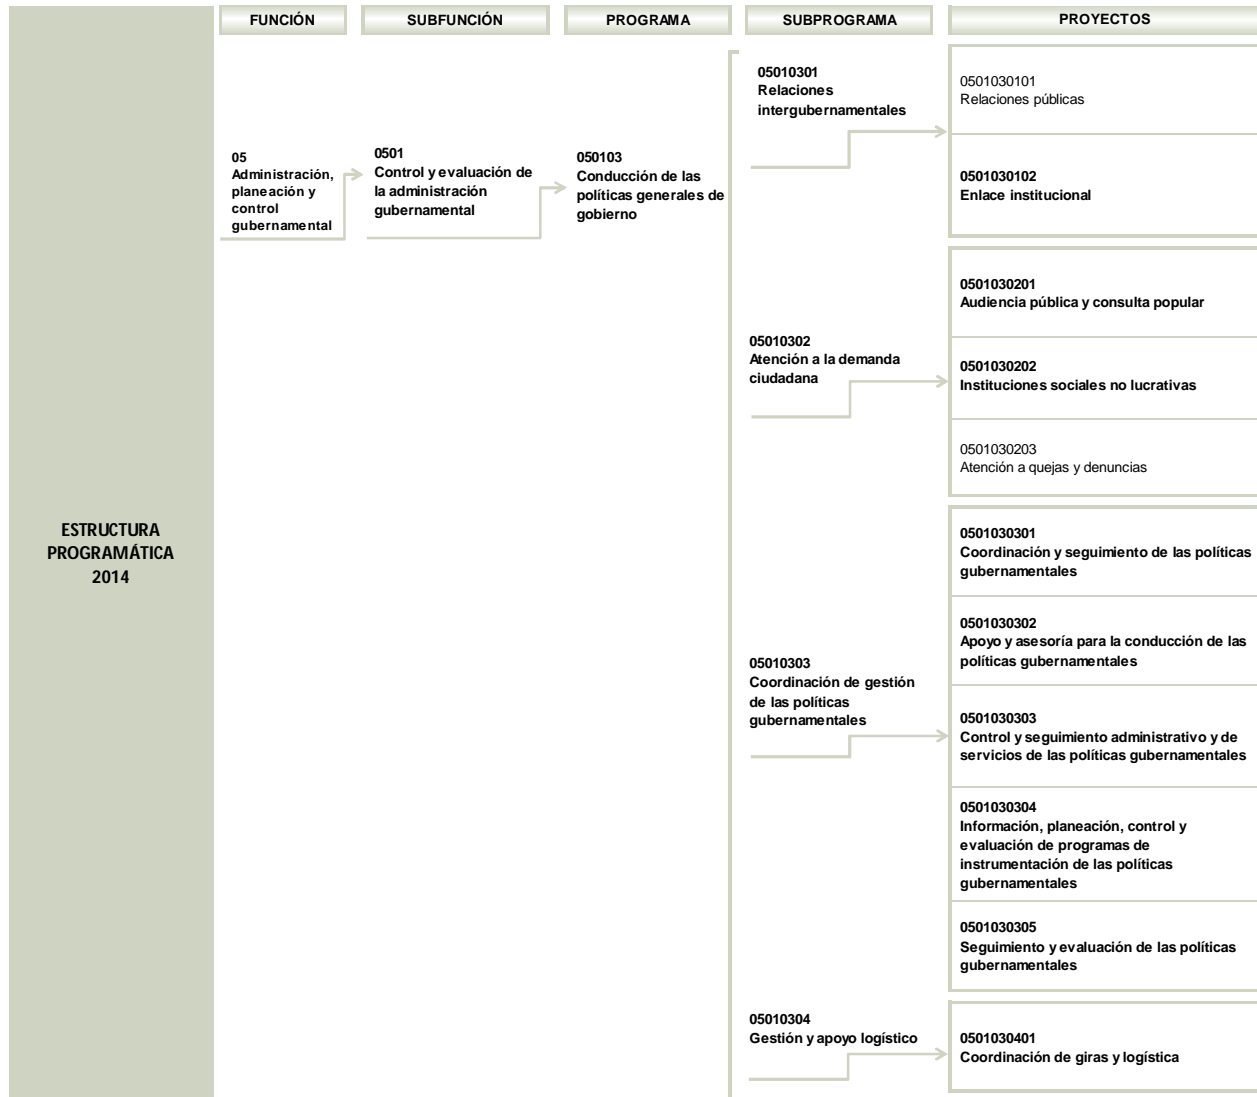 FUNCIÓN
SUBFUNCIÓN
PROGRAMA
SUBPROGRAMA
PROYECTOS
ESTRUCTURA
PROGRAMÁTICA
2014
05
Administración,
planeación y
control
gubernamental
0501
Control y evaluación de
la administración
gubernamental
050103
Conducción de las
políticas generales de
gobierno
05010301
Relaciones
intergubernamentales
0501030101
Relaciones públicas
0501030102
Enlace institucional
05010302
Atención a la demanda
ciudadana
0501030201
Audiencia pública y consulta popular
0501030202
Instituciones sociales no lucrativas
0501030203
Atención a quejas y denuncias
05010303
Coordinación de gestión
de las políticas
gubernamentales
0501030301
Coordinación y seguimiento de las políticas
gubernamentales
0501030302
Apoyo y asesoría para la conducción de las
políticas gubernamentales
0501030303
Control y seguimiento administrativo y de
servicios de las políticas gubernamentales
0501030304
Información, planeación, control y
evaluación de programas de
instrumentación de las políticas
gubernamentales
0501030305
Seguimiento y evaluación de las políticas
gubernamentales
05010304
Gestión y apoyo logístico
0501030401
Coordinación de giras y logística